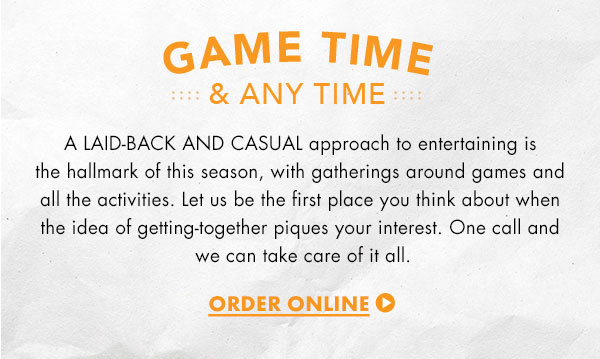 GAME TIME
& ANY TIME
A LAID-BACK AND CASUAL approach to entertaining is
the hallmark of this season, with gatherings around games and
all the activities. Let us be the first place you think about when
the idea of getting-together piques your interest. One call and
we can take care of it all.
ORDER ONLINE